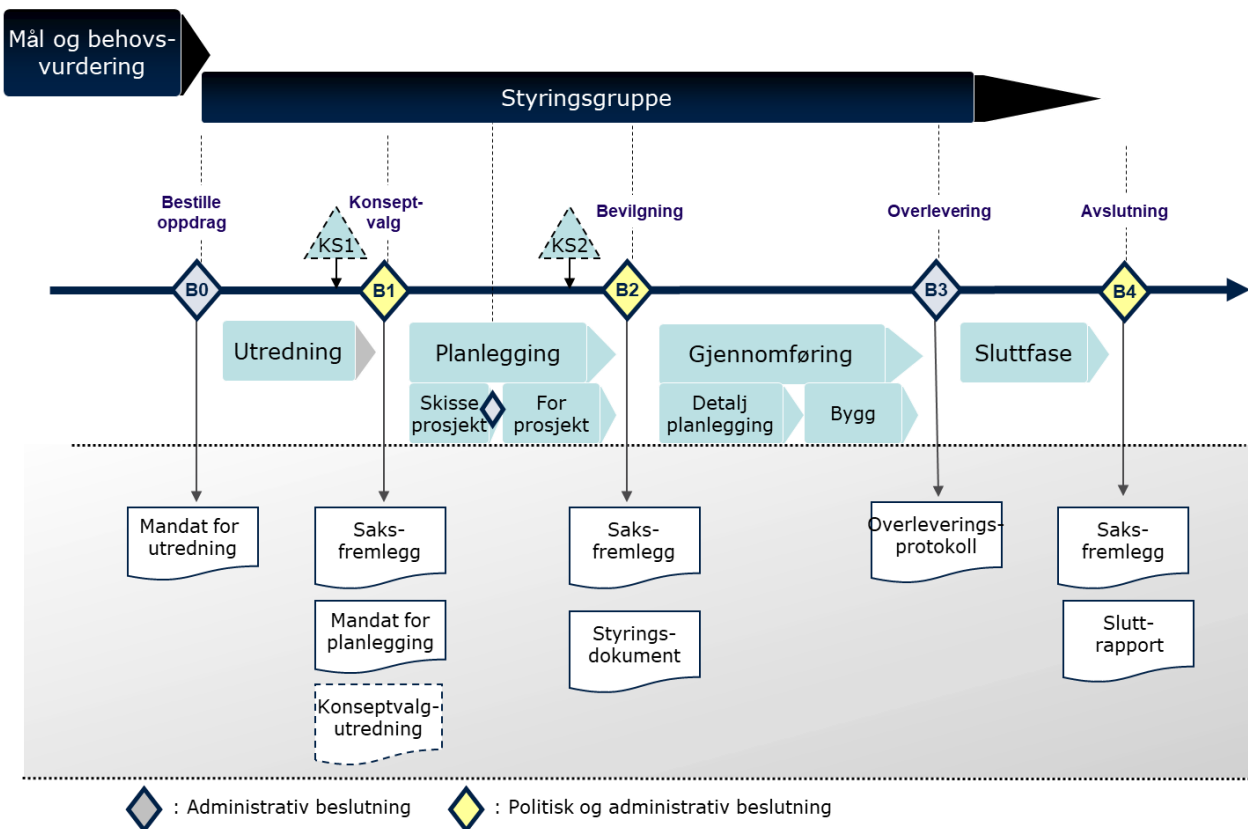 Mål og behovs-
vurdering
Styringsgruppe
Bestille
oppdrag
Konsept-
valg
Bevilgning
Overlevering
Avslutning
KS1
KS2
B0
B1
B2
B3
B4
Utredning
Planlegging
Gjennomføring
Sluttfase
Skisse
prosjekt
For
prosjekt
Detalj
planlegging
Bygg
Mandat for
utredning
Saks-
fremlegg
Mandat for
planlegging
Konseptvalg-
utredning
Saks-
fremlegg
Styrings-
dokument
Overleverings-
protokoll
Saks-
fremlegg
Slutt-
rapport
: Administrativ beslutning
: Politisk og administrativ beslutning